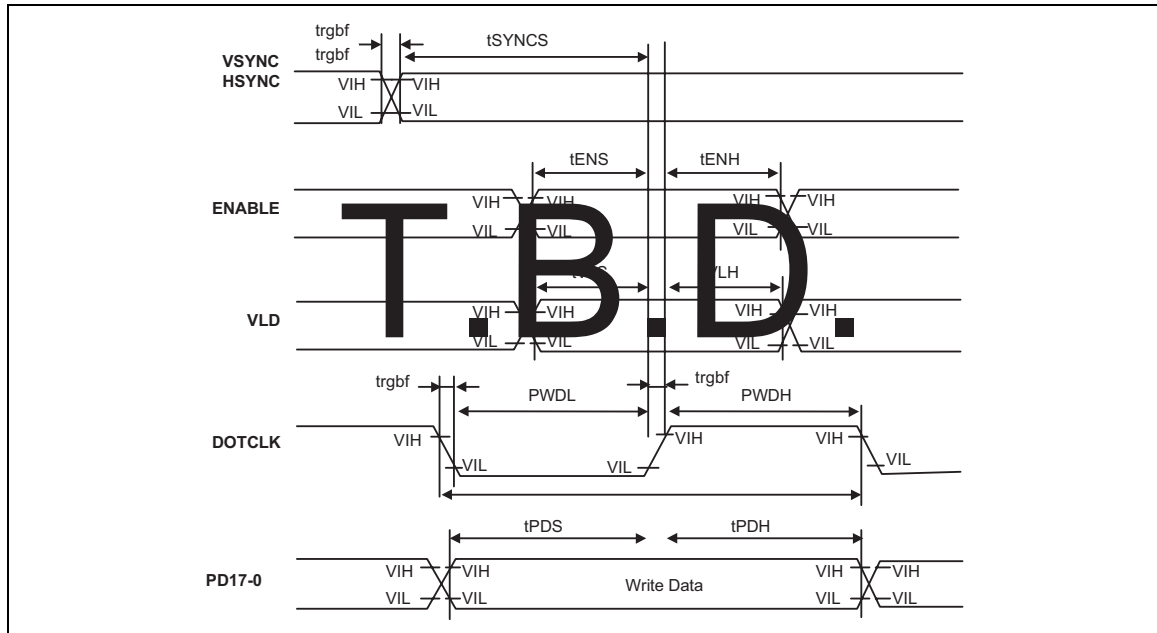 trgbf
trgbf
tSYNCS
VSYNC
HSYNC
VIH VIH
VIL VIL
tENS tENH
ENABLE
VIH VIH VIH VIH
VIL VIL VIL VIL
T.B.D.
VLD
VIH VIH VIH VIH
VIL VIL VIL VIL
trgbf trgbf
PWDL PWDH
DOTCLK
VIH VIH VIH
VIL VIL VIL
tPDS tPDH
PD17-0
VIH VIH VIH VIH
Write Data
VIL VIL VIL VIL